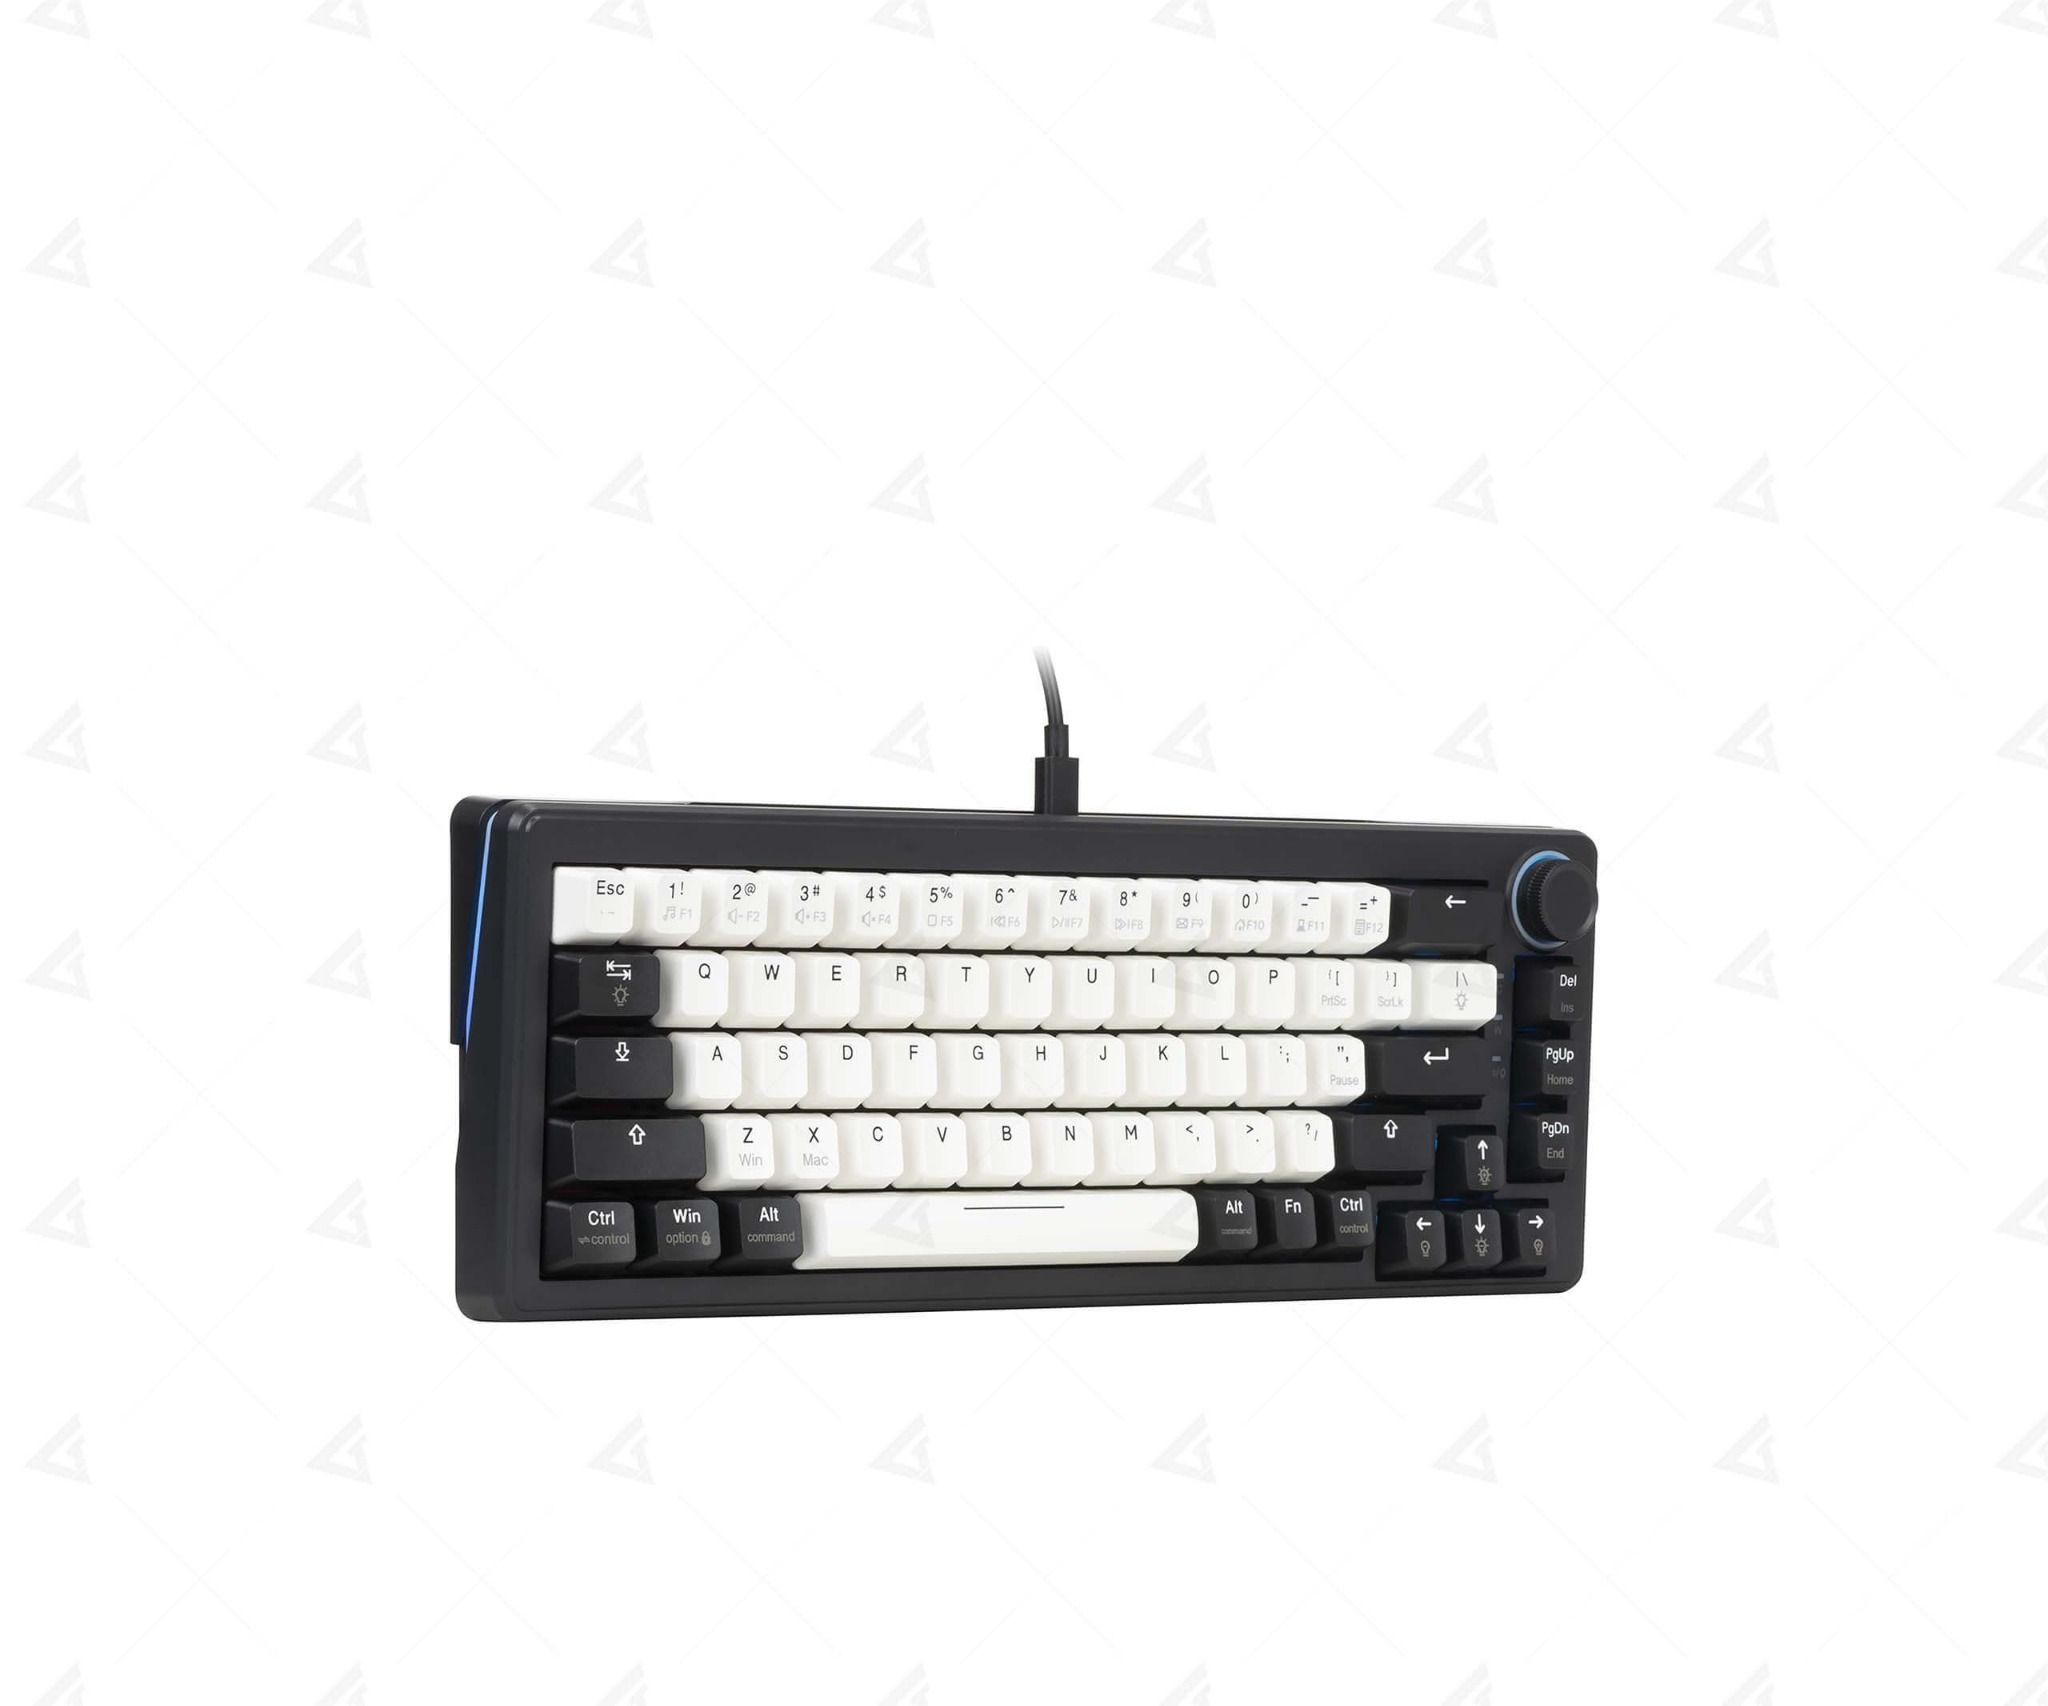 Esc 1! 2@ 3# 4$ 5% 6^ 7& 8* 9( 0) -— =+ ←
F1 F2 F3 F4 F5 F6 F7 F8 F9 F10 F11 F12
Q W E R T Y U I O P {[ }] |\ Del
PrtSc ScrLk Ins
A S D F G H J K L :; ", ↵ PgUp
Pause Home
⇧ Z X C V B N M <, >. ?/ ⇧ ↑ PgDn
Win Mac End
Ctrl Win Alt Alt Fn Ctrl ← ↓ →
control option command command control